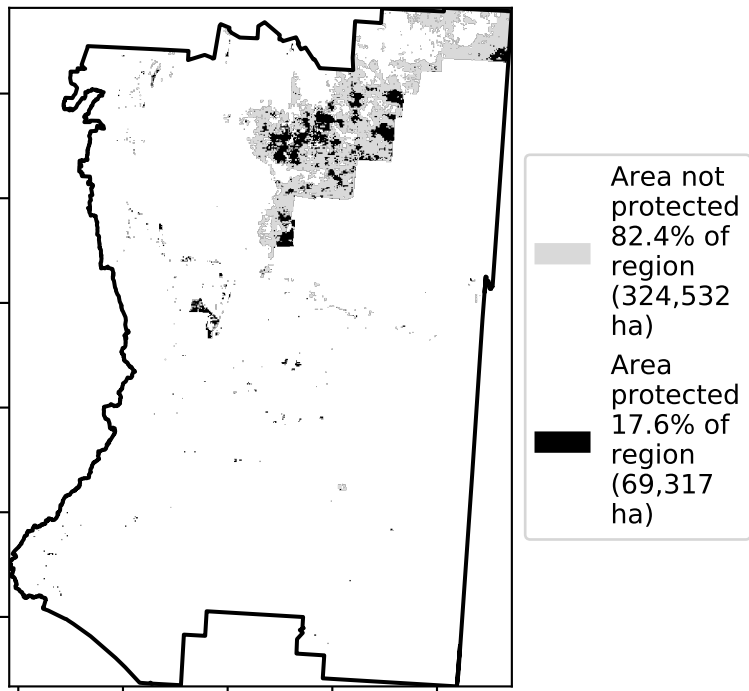 Area not
protected
82.4% of
region
(324,532
ha)
Area
protected
17.6% of
region
(69,317
ha)